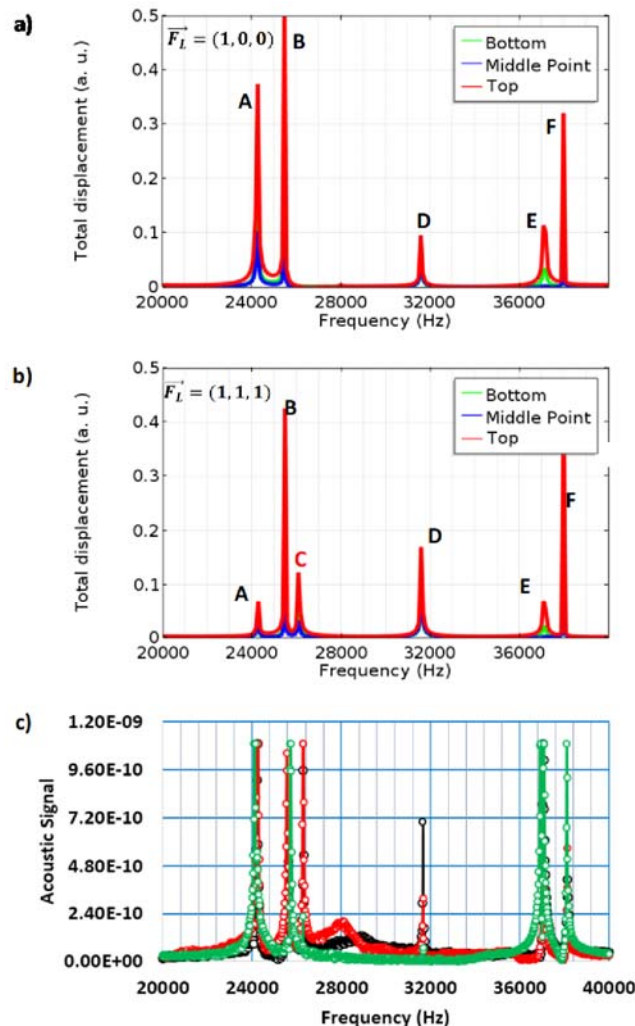 a)
0.5
F_L = (1, 0, 0)
B
Bottom
Middle Point
Top
0.4
A
F
0.3
0.2
D
E
0.1
0
Total displacement (a. u.)
20000 24000 28000 32000 36000
Frequency (Hz)
b)
0.5
F_L = (1, 1, 1)
B
Bottom
Middle Point
Top
0.4
0.3
F
0.2
C
D
A
E
0.1
0
Total displacement (a. u.)
20000 24000 28000 32000 36000
Frequency (Hz)
c)
1.20E-09
9.60E-10
7.20E-10
4.80E-10
2.40E-10
0.00E+00
Acoustic Signal
20000 24000 28000 32000 36000 40000
Frequency (Hz)